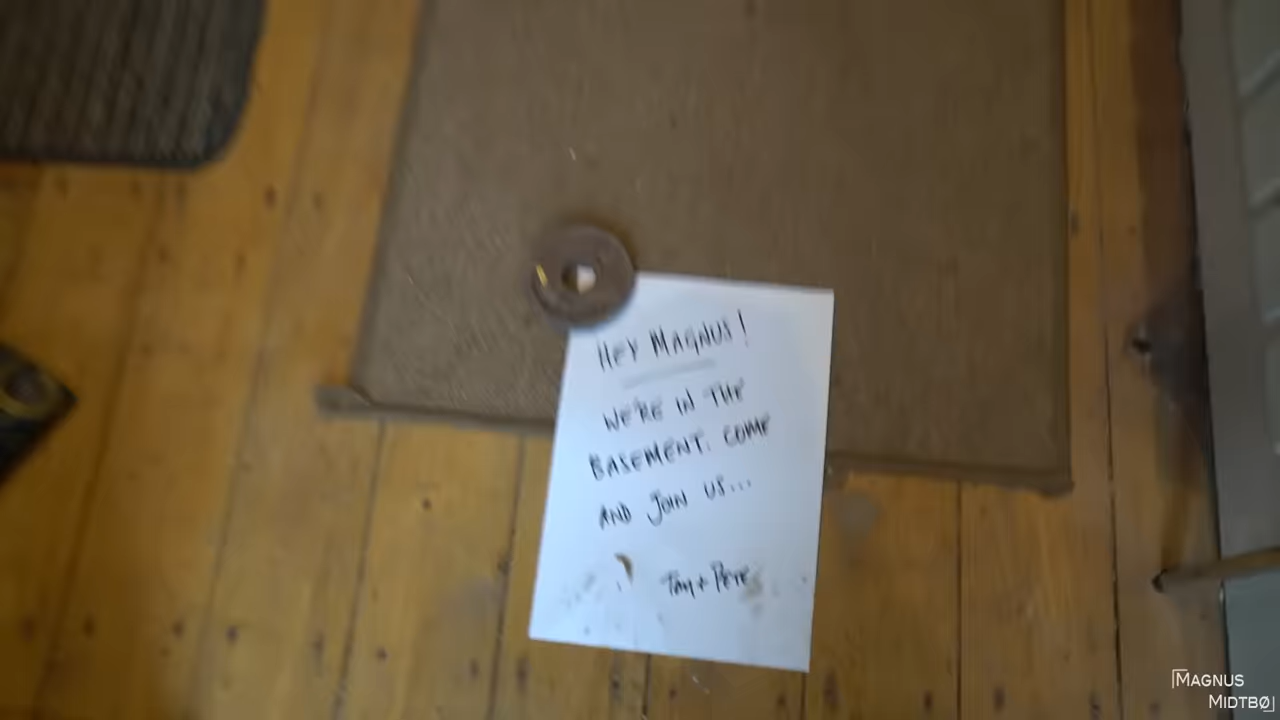 HEY MAGNUS!
WE'RE IN THE
BASEMENT. COME
AND JOIN US...
TOM + PETE
MAGNUS
MIDTBØ